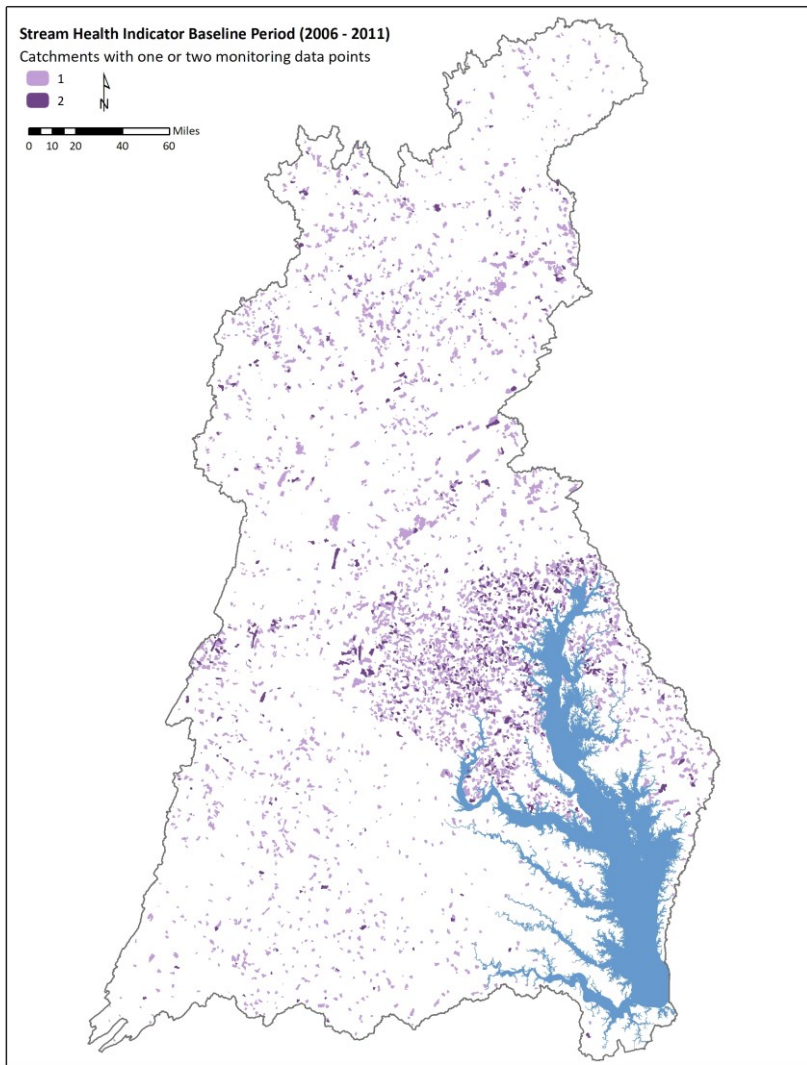 Stream Health Indicator Baseline Period (2006 - 2011)
Catchments with one or two monitoring data points
1
2
N
Miles
0 10 20 40 60